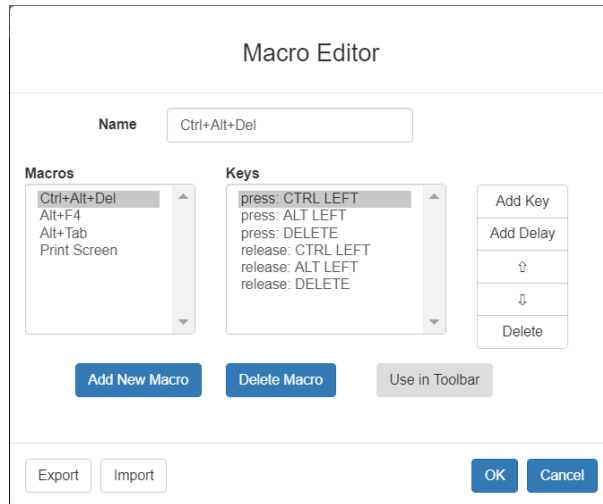 Macro Editor
Name
Ctrl+Alt+Del
Macros
Ctrl+Alt+Del
Alt+F4
Alt+Tab
Print Screen
Keys
press: CTRL LEFT
press: ALT LEFT
press: DELETE
release: CTRL LEFT
release: ALT LEFT
release: DELETE
Add Key
Add Delay
⇧
⇩
Delete
Add New Macro
Delete Macro
Use in Toolbar
Export
Import
OK
Cancel